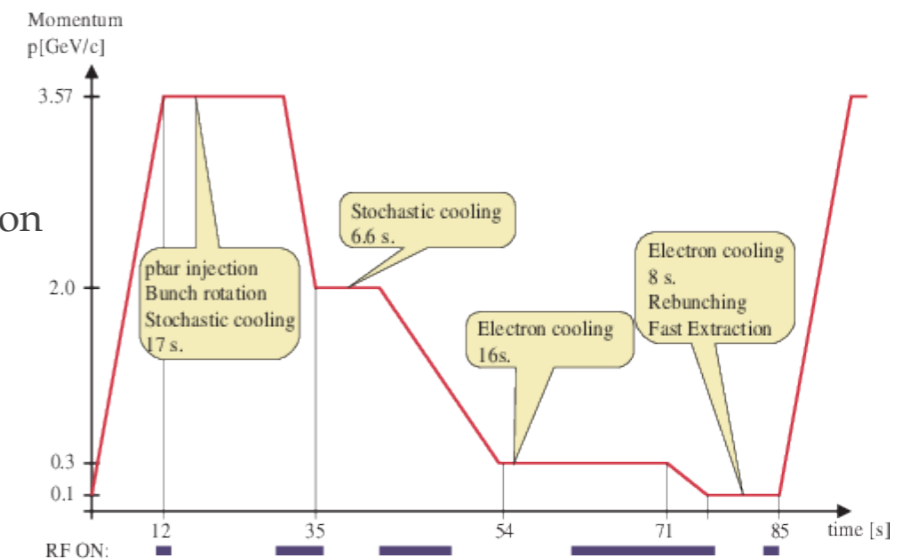 Momentum
p[GeV/c]
3.57
on
Stochastic cooling
6.6 s.
pbar injection
Bunch rotation
Stochastic cooling
17 s.
Electron cooling
8 s.
Rebunching
Fast Extraction
2.0
Electron cooling
16s.
0.3
0.1
12 35 54 71 85 time [s]
RF ON: